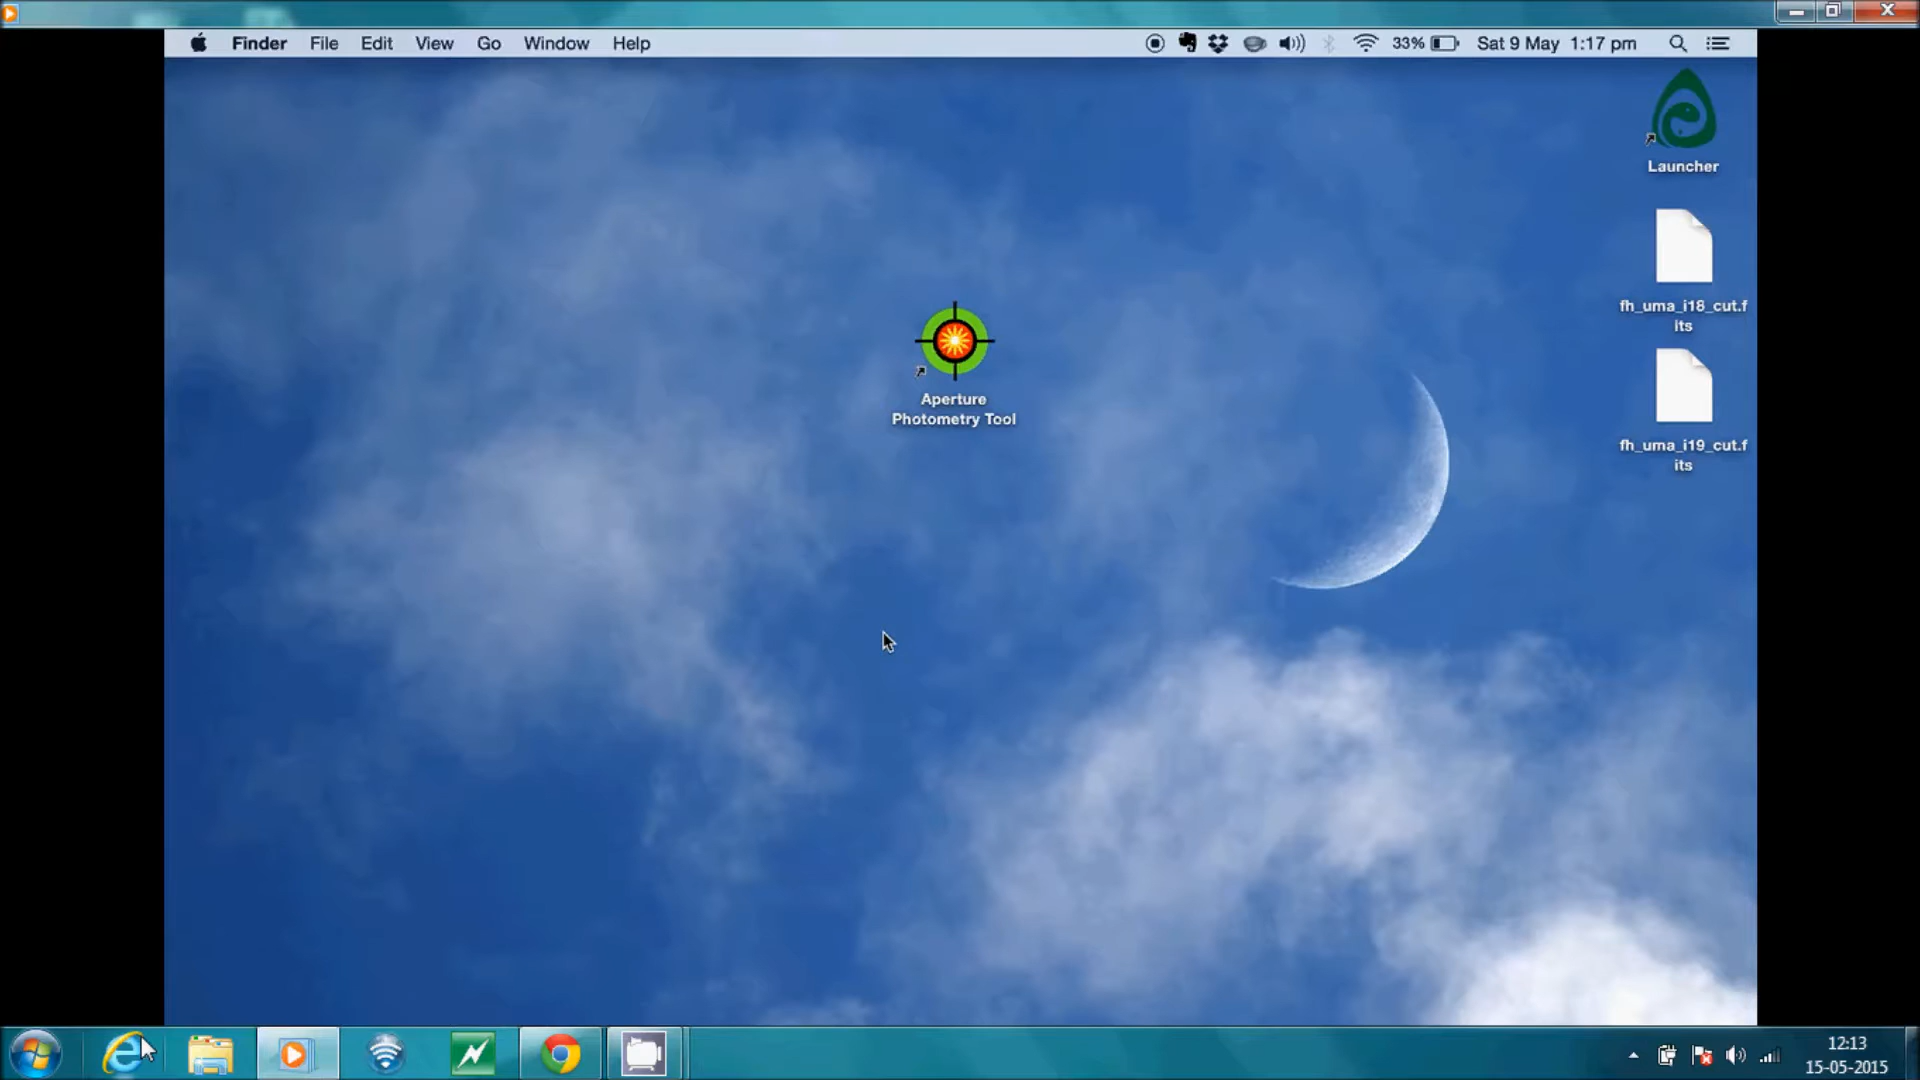 Finder File Edit View Go Window Help 33% Sat 9 May 1:17 pm
Launcher
fh_uma_i18_cut.f
its
Aperture
Photometry Tool
fh_uma_i19_cut.f
its
12:13
15-05-2015